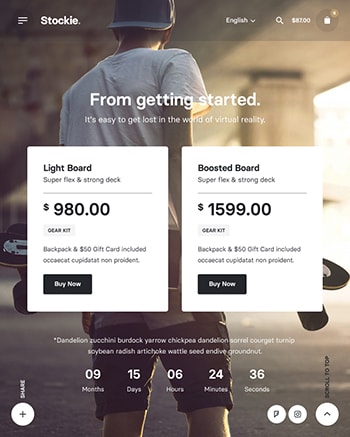 Stockie.
English
$87.00
From getting started.
It's easy to get lost in the world of virtual reality.
Light Board
Super flex & strong deck
$ 980.00
GEAR KIT
Backpack & $50 Gift Card included
occaecat cupidatat non proident.
Buy Now
Boosted Board
Super flex & strong deck
$ 1599.00
GEAR KIT
Backpack & $50 Gift Card included
occaecat cupidatat non proident.
Buy Now
*Dandelion zucchini burdock yarrow chickpea dandelion sorrel courget turnip
soybean radish artichoke wattle seed endive groundnut.
09 15 06 24 36
Months Days Hours Minutes Seconds
SHARE
SCROLL TO TOP